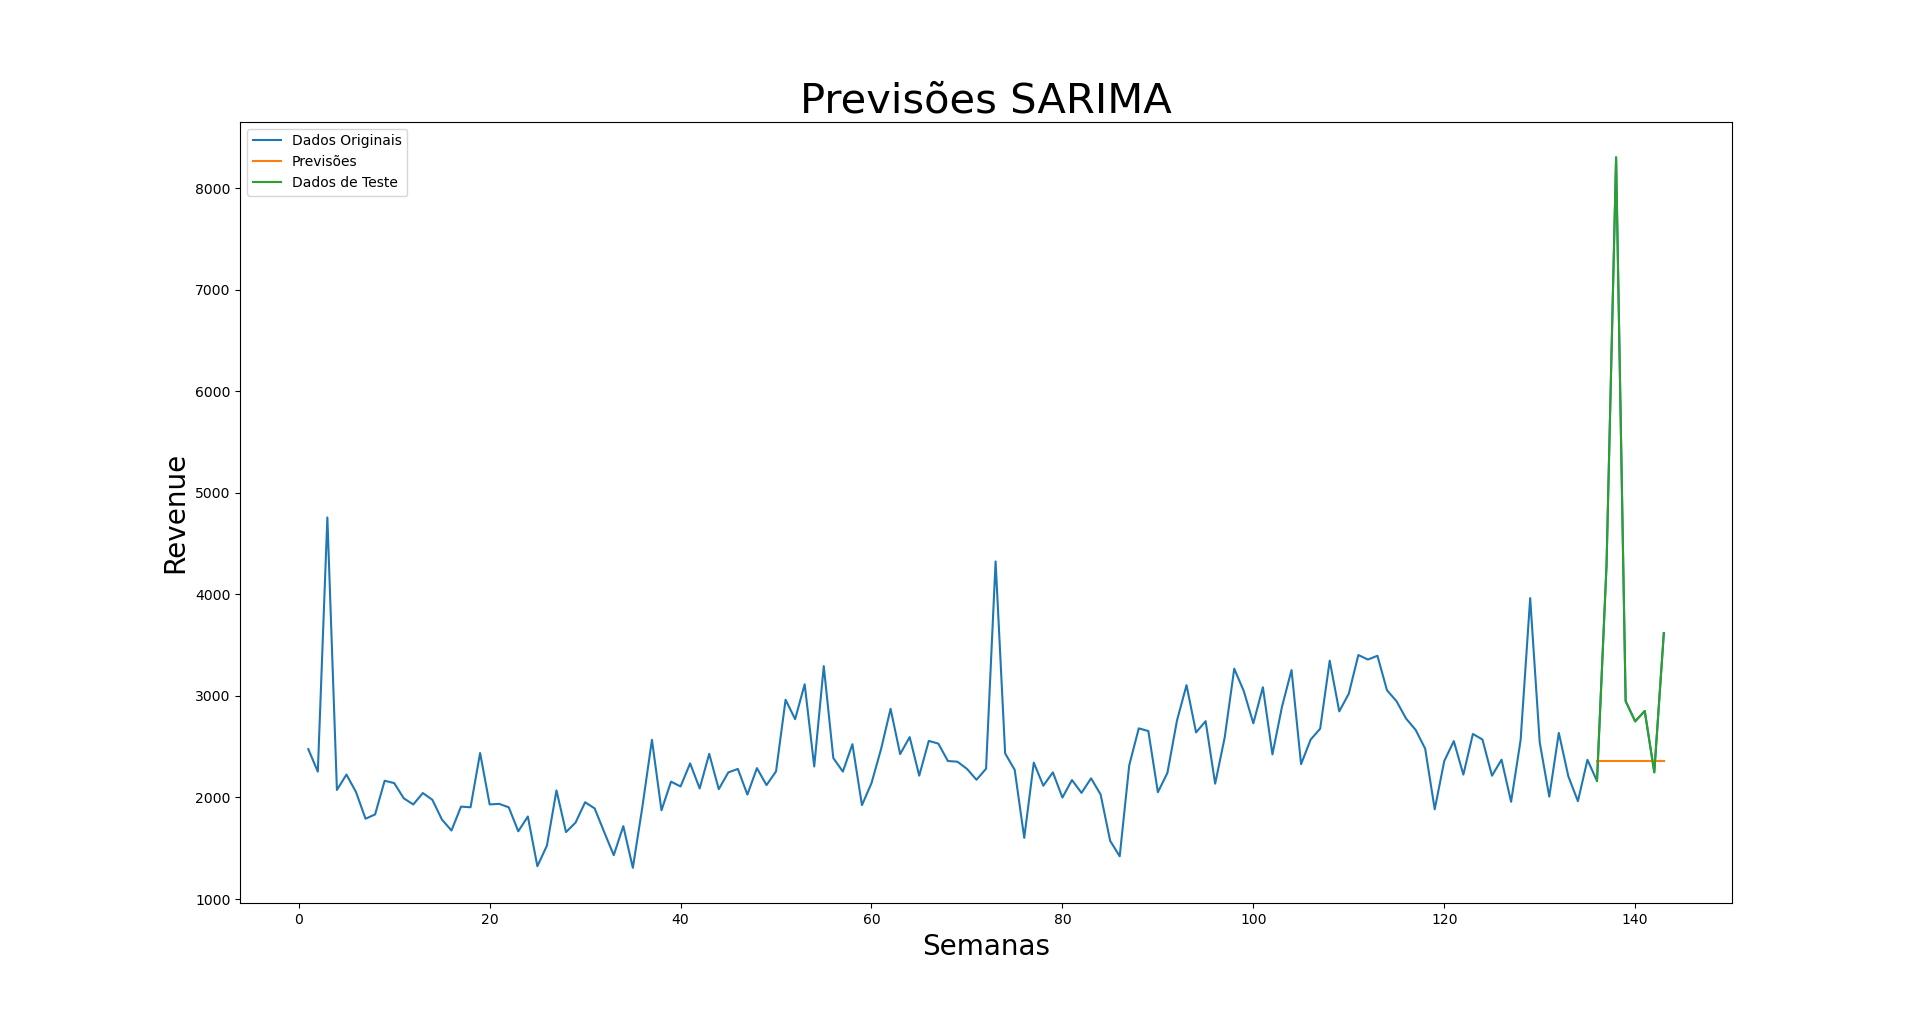 Previsões SARIMA
Dados Originais
Previsões
Dados de Teste
8000
7000
6000
5000
4000
3000
2000
1000
Revenue
0 20 40 60 80 100 120 140
Semanas